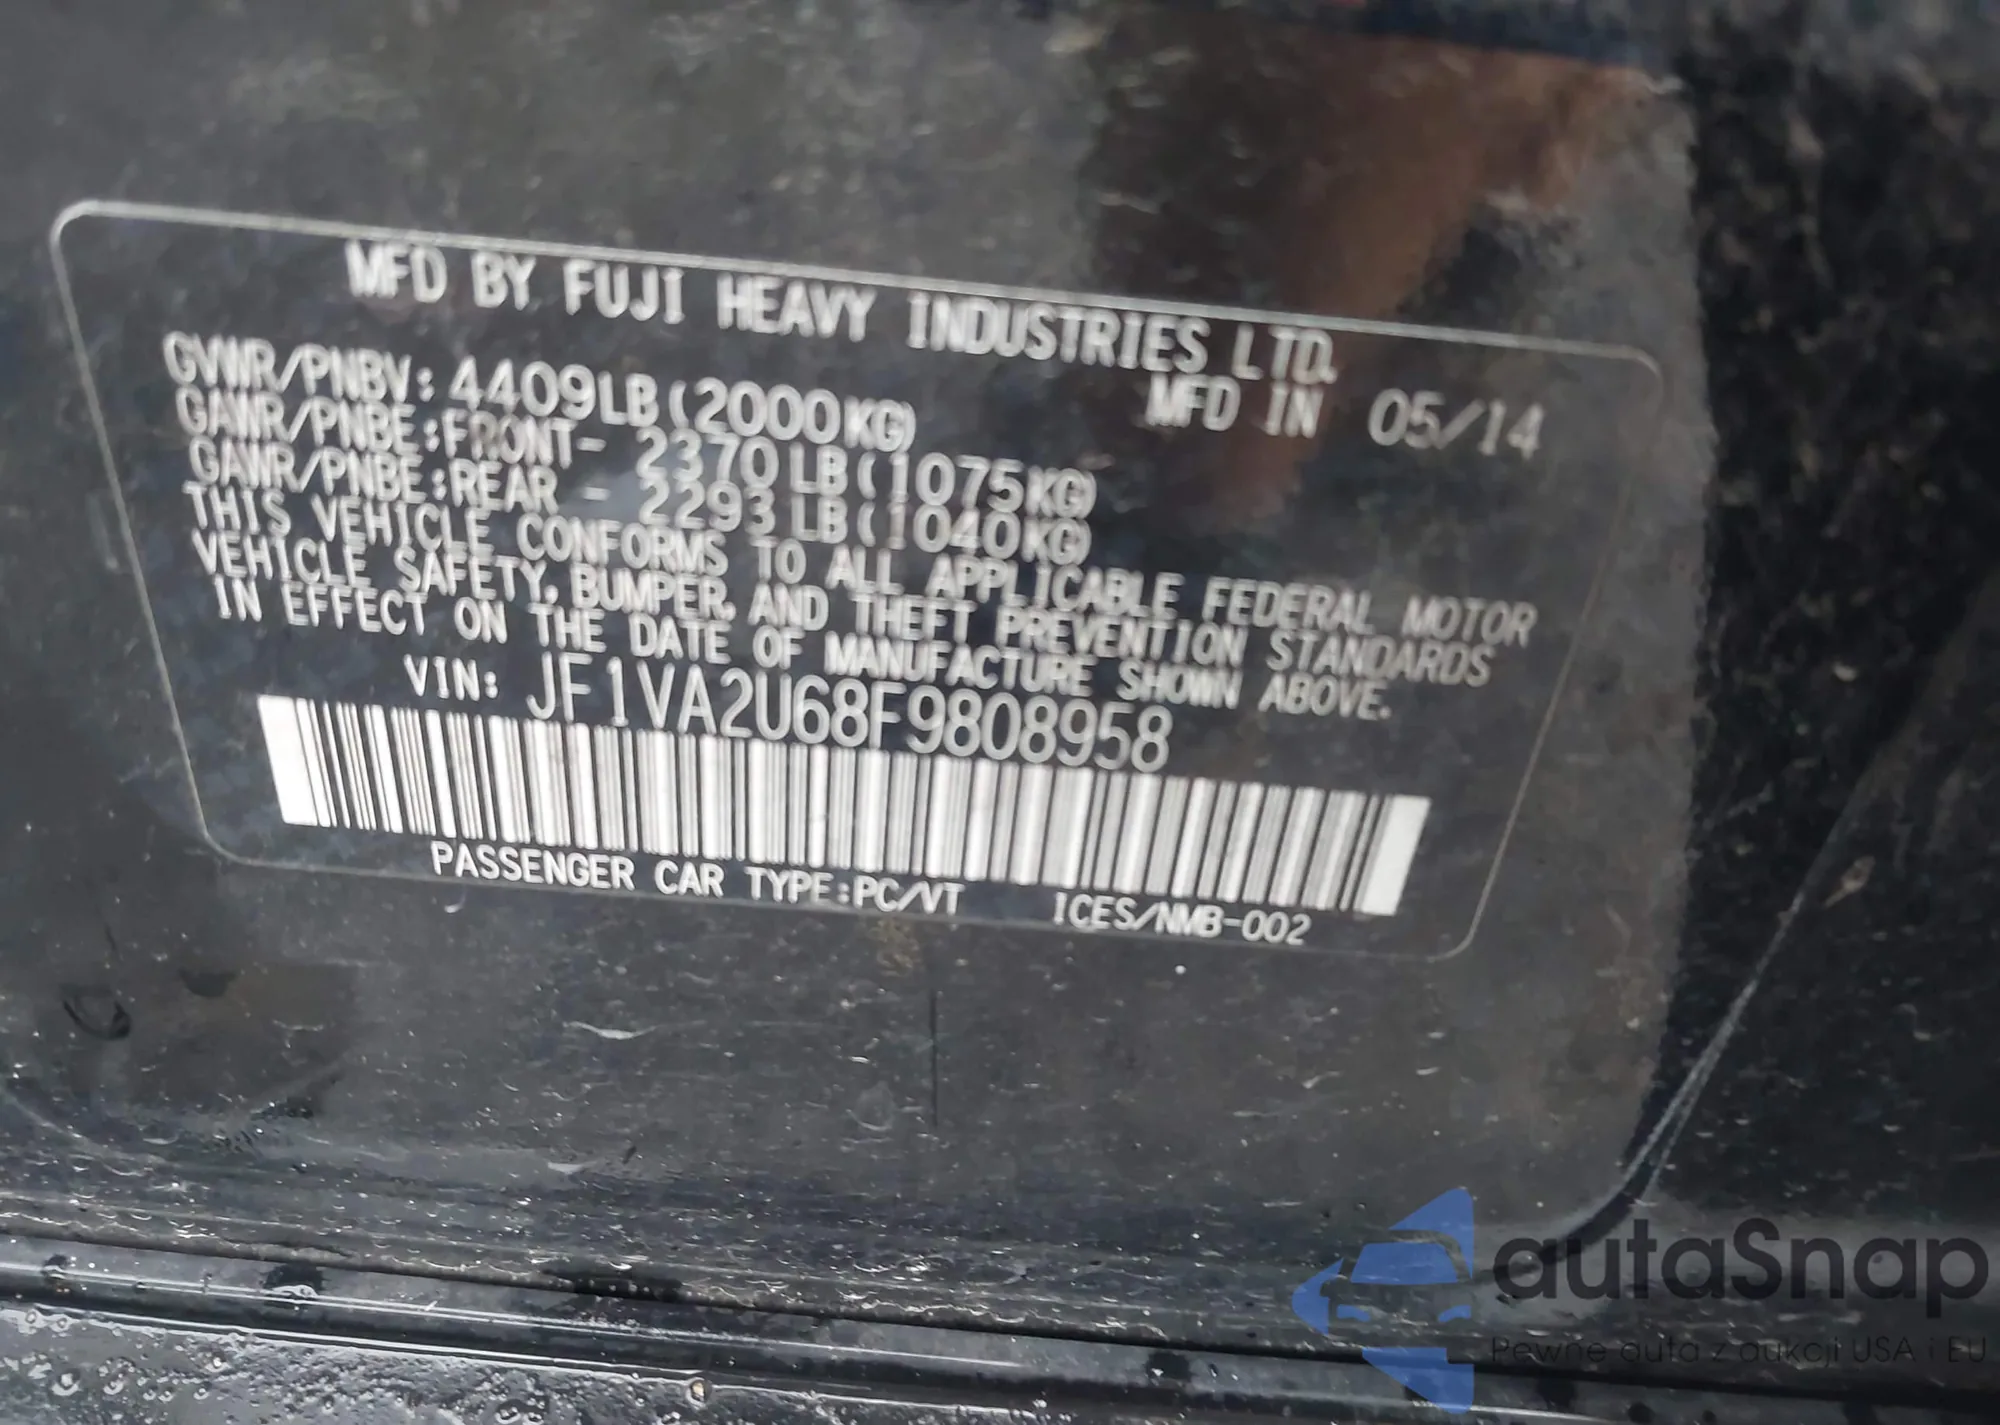 MFD BY FUJI HEAVY INDUSTRIES LTD.
GVWR/PNBV: 4409LB(2000KG) MFD IN 05/14
GAWR/PNBE:FRONT- 2370LB(1075KG)
GAWR/PNBE:REAR - 2293LB(1040KG)
THIS VEHICLE CONFORMS TO ALL APPLICABLE FEDERAL MOTOR
VEHICLE SAFETY, BUMPER, AND THEFT PREVENTION STANDARDS
IN EFFECT ON THE DATE OF MANUFACTURE SHOWN ABOVE.
VIN: JF1VA2U68F9808958
PASSENGER CAR TYPE:PC/VT ICES/NMB-002
autaSnap
Pewne auta z aukcji USA i EU